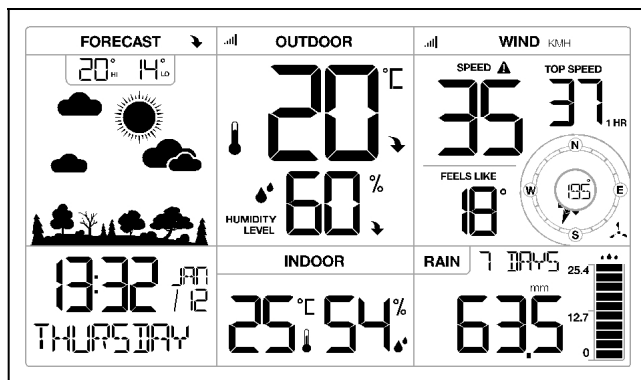 FORECAST
20° HI 14° LO
13:32 JAN / 12
THURSDAY
OUTDOOR
20 °C
HUMIDITY LEVEL 60 %
INDOOR
25 °C 54 %
WIND KMH
SPEED 35
TOP SPEED 37 1 HR
FEELS LIKE 18°
N
W 195° E
S
RAIN 7 DAYS
25.4
mm
63.5
12.7
0